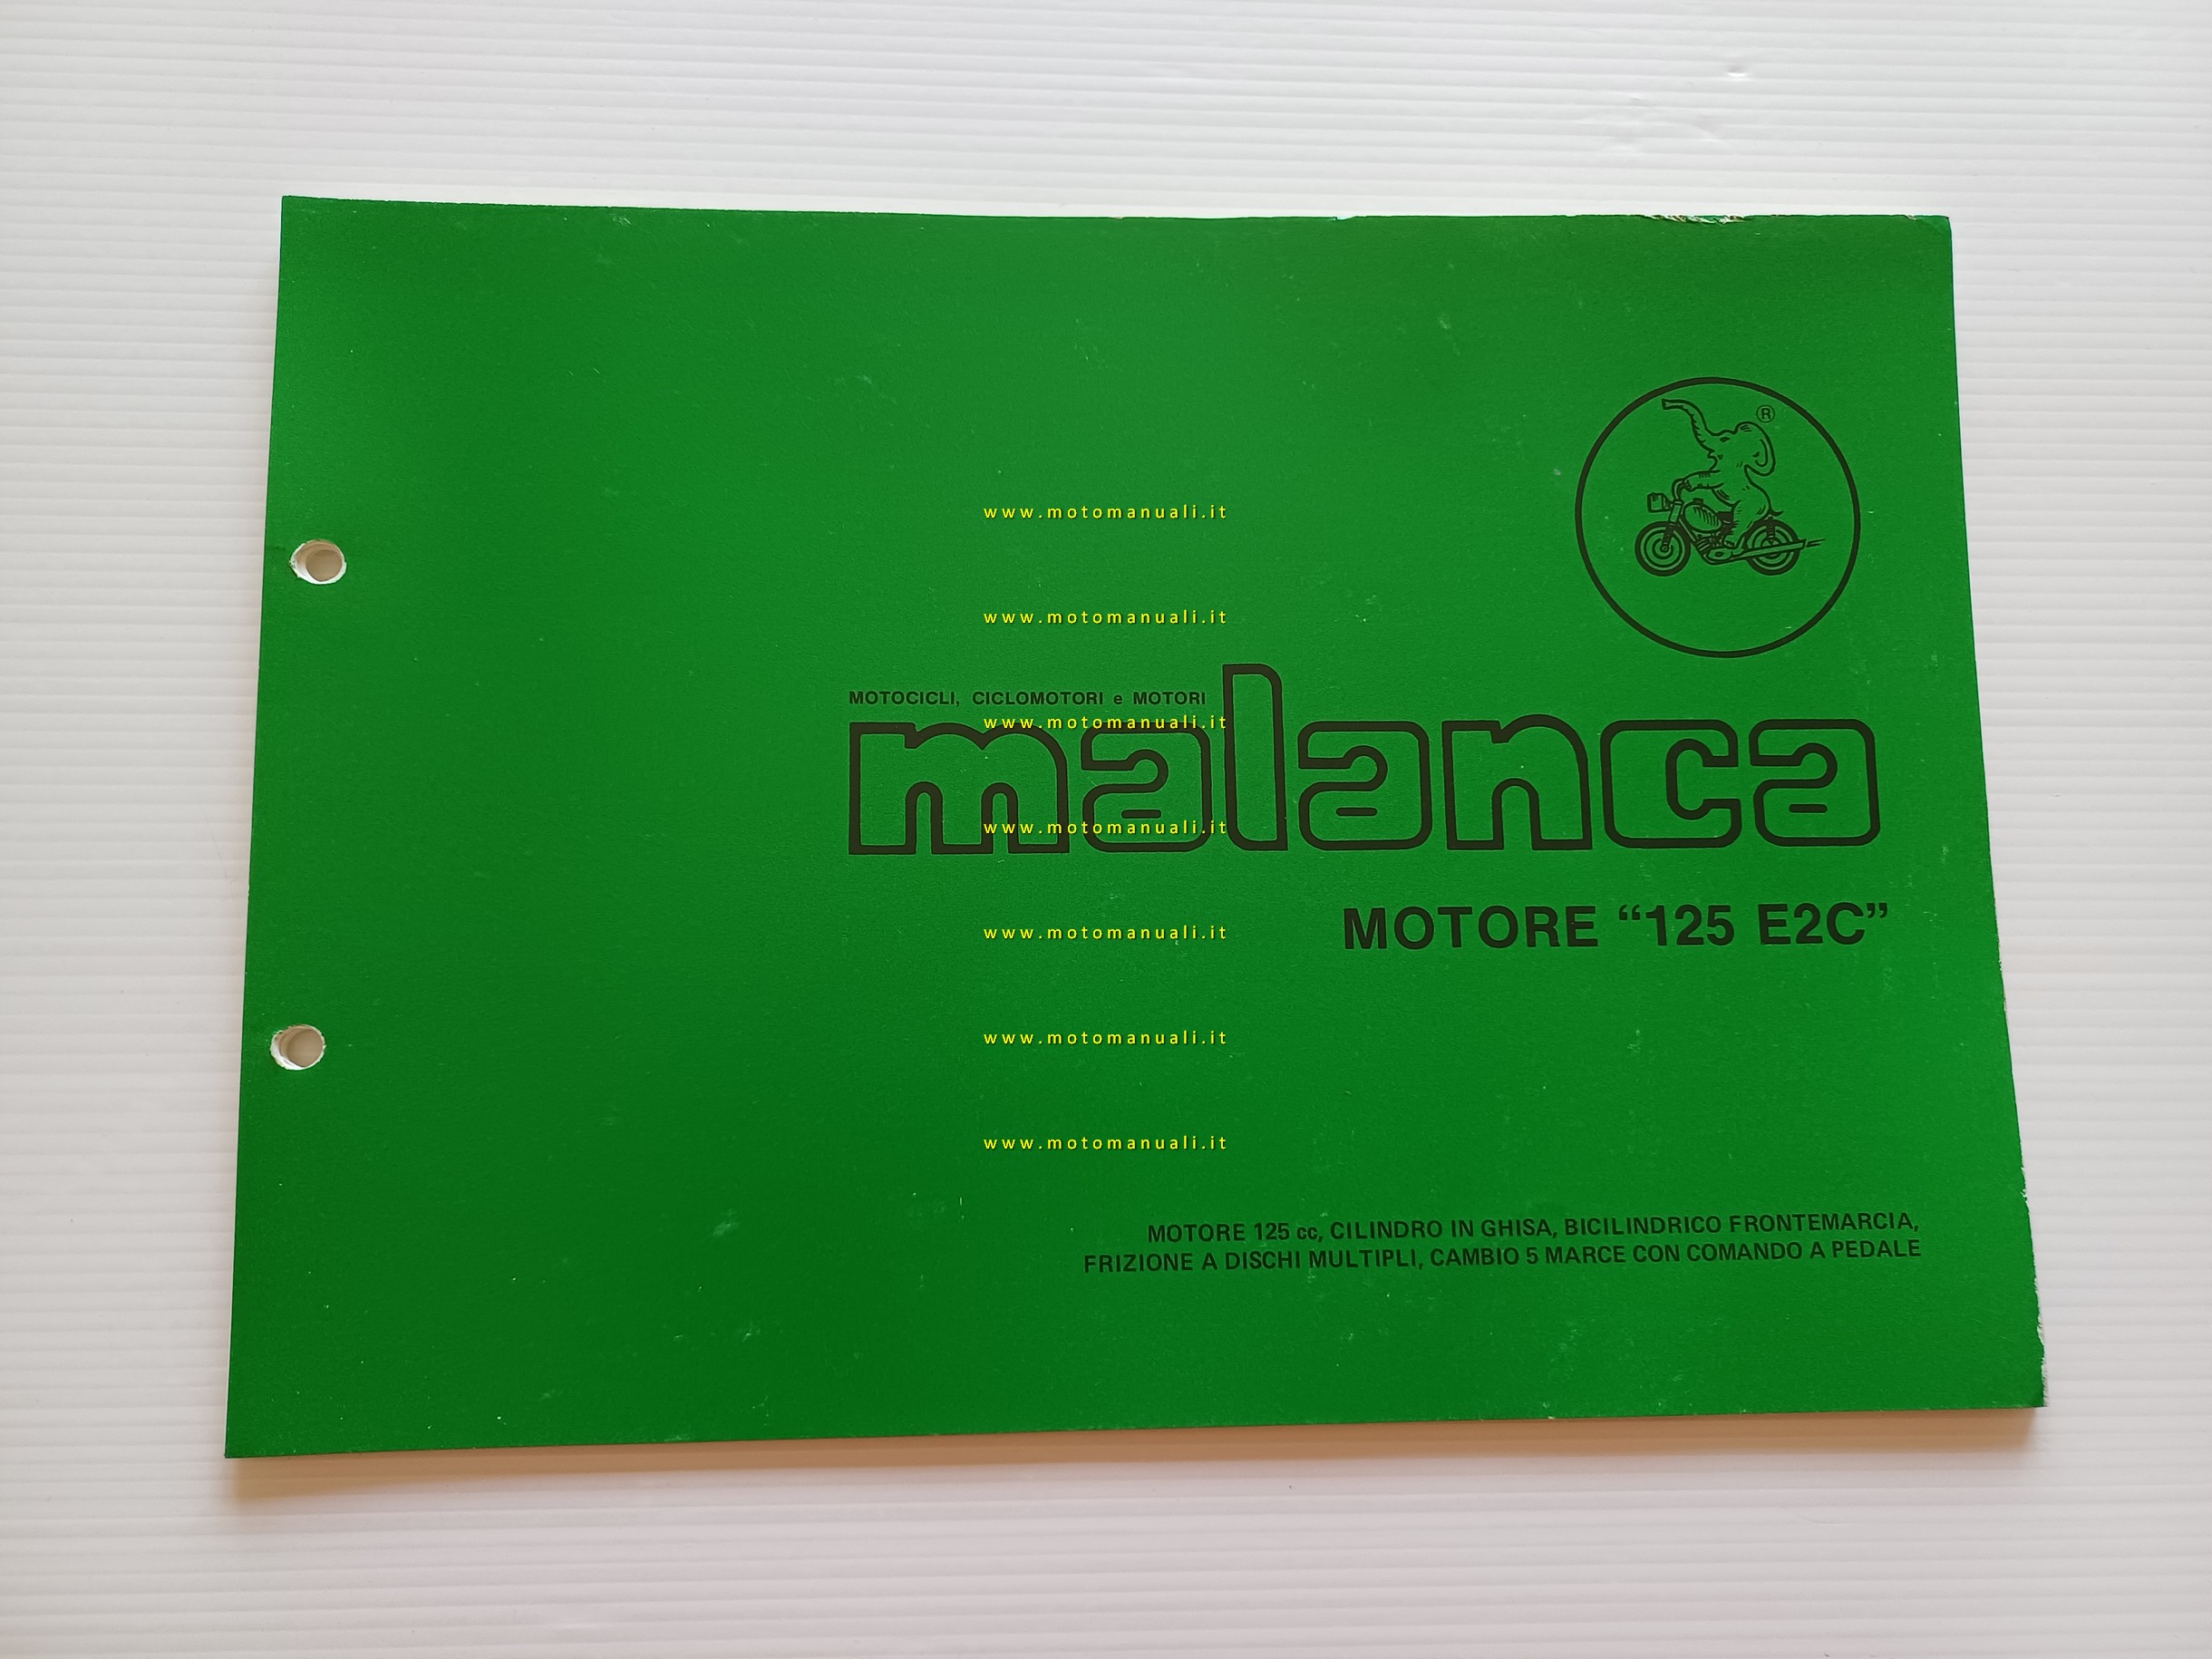 ®
www.motomanuali.it
www.motomanuali.it
MOTOCICLI, CICLOMOTORI e MOTORI
www.motomanuali.it
malanca
www.motomanuali.it
MOTORE “125 E2C”
www.motomanuali.it
www.motomanuali.it
www.motomanuali.it
MOTORE 125 cc, CILINDRO IN GHISA, BICILINDRICO FRONTEMARCIA,
FRIZIONE A DISCHI MULTIPLI, CAMBIO 5 MARCE CON COMANDO A PEDALE